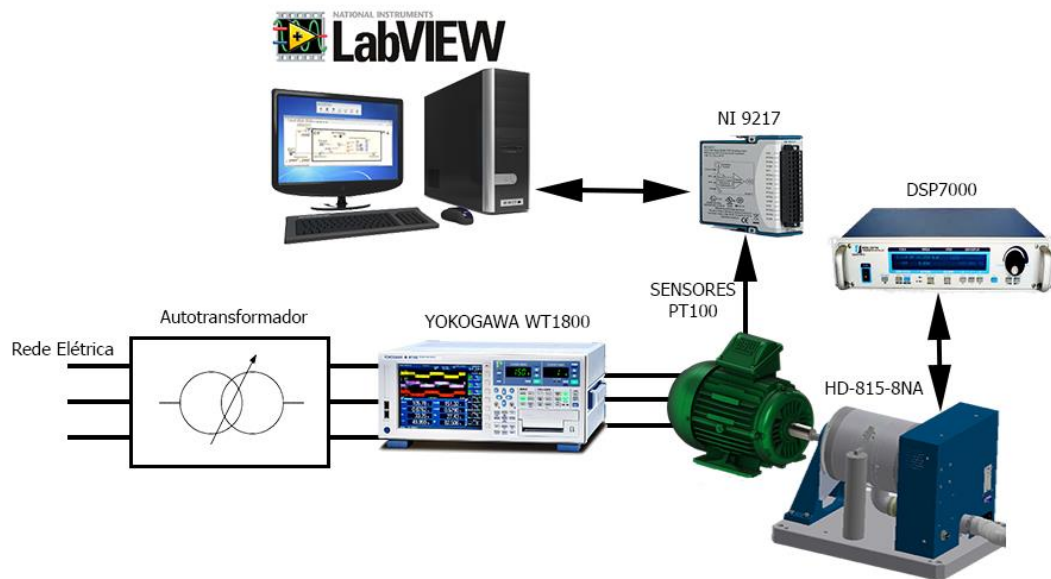 NATIONAL INSTRUMENTS
LabVIEW
NI 9217
DSP7000
SENSORES
PT100
Autotransformador
YOKOGAWA WT1800
Rede Elétrica
HD-815-8NA